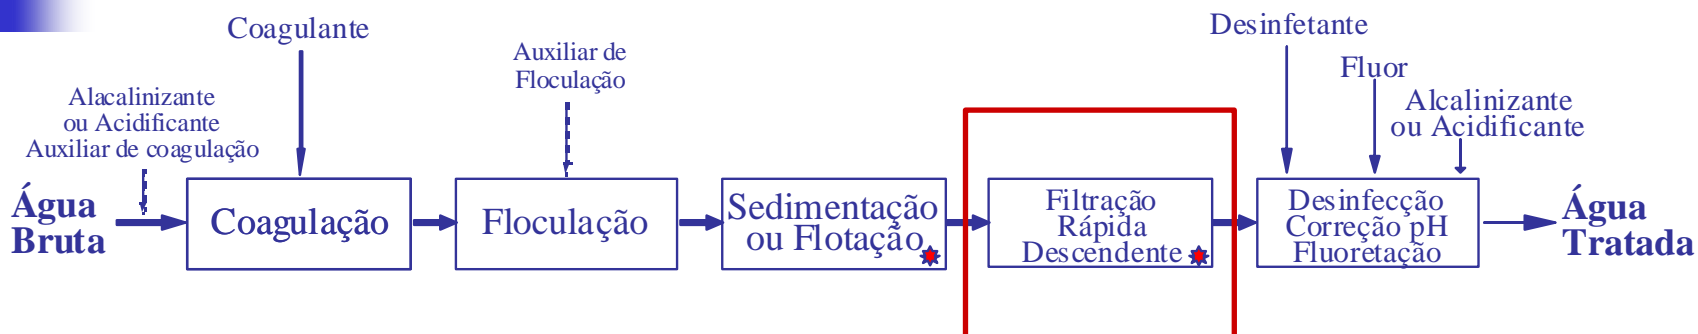 Coagulante
Auxiliar de
Floculação
Desinfetante
Fluor
Alcalinizante
ou Acidificante
Alacalinizante
ou Acidificante
Auxiliar de coagulação
Água
Bruta
Coagulação
Floculação
Sedimentação
ou Flotação
Filtração
Rápida
Descendente
Desinfecção
Correção pH
Fluoretação
Água
Tratada